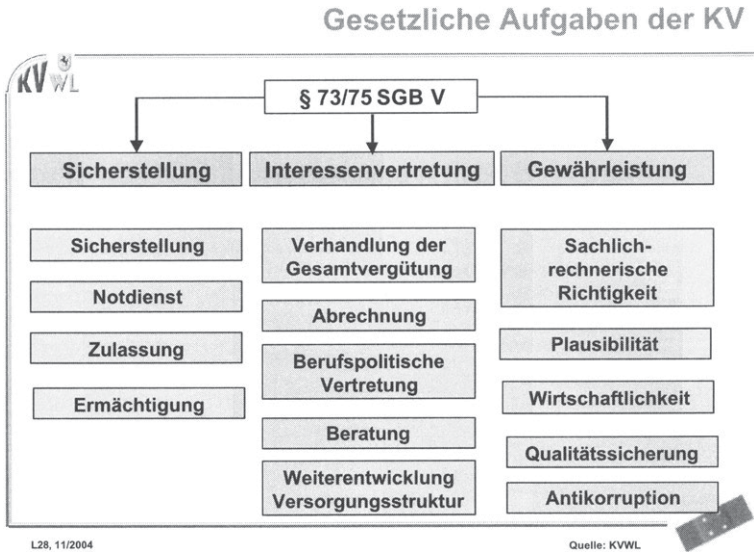 Gesetzliche Aufgaben der KV
KV WL
§ 73/75 SGB V
Sicherstellung
Interessenvertretung
Gewährleistung
Sicherstellung
Notdienst
Zulassung
Ermächtigung
Verhandlung der
Gesamtvergütung
Abrechnung
Berufspolitische
Vertretung
Beratung
Weiterentwicklung
Versorgungsstruktur
Sachlich-
rechnerische
Richtigkeit
Plausibilität
Wirtschaftlichkeit
Qualitätssicherung
Antikorruption
L28, 11/2004
Quelle: KVWL